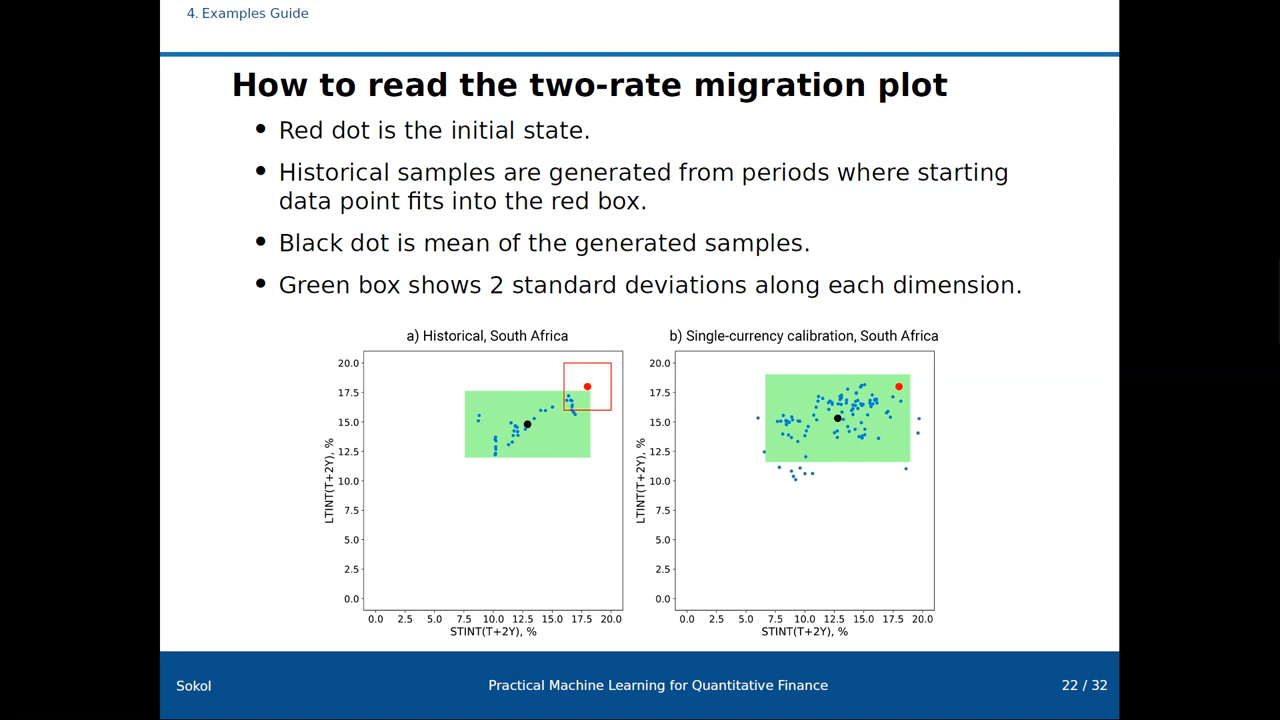 4. Examples Guide
How to read the two-rate migration plot
• Red dot is the initial state.
• Historical samples are generated from periods where starting
data point fits into the red box.
• Black dot is mean of the generated samples.
• Green box shows 2 standard deviations along each dimension.
a) Historical, South Africa
20.0
17.5
15.0
12.5
10.0
7.5
5.0
2.5
0.0
LTINT(T+2Y), %
0.0 2.5 5.0 7.5 10.0 12.5 15.0 17.5 20.0
STINT(T+2Y), %
b) Single-currency calibration, South Africa
20.0
17.5
15.0
12.5
10.0
7.5
5.0
2.5
0.0
LTINT(T+2Y), %
0.0 2.5 5.0 7.5 10.0 12.5 15.0 17.5 20.0
STINT(T+2Y), %
Sokol Practical Machine Learning for Quantitative Finance 22 / 32